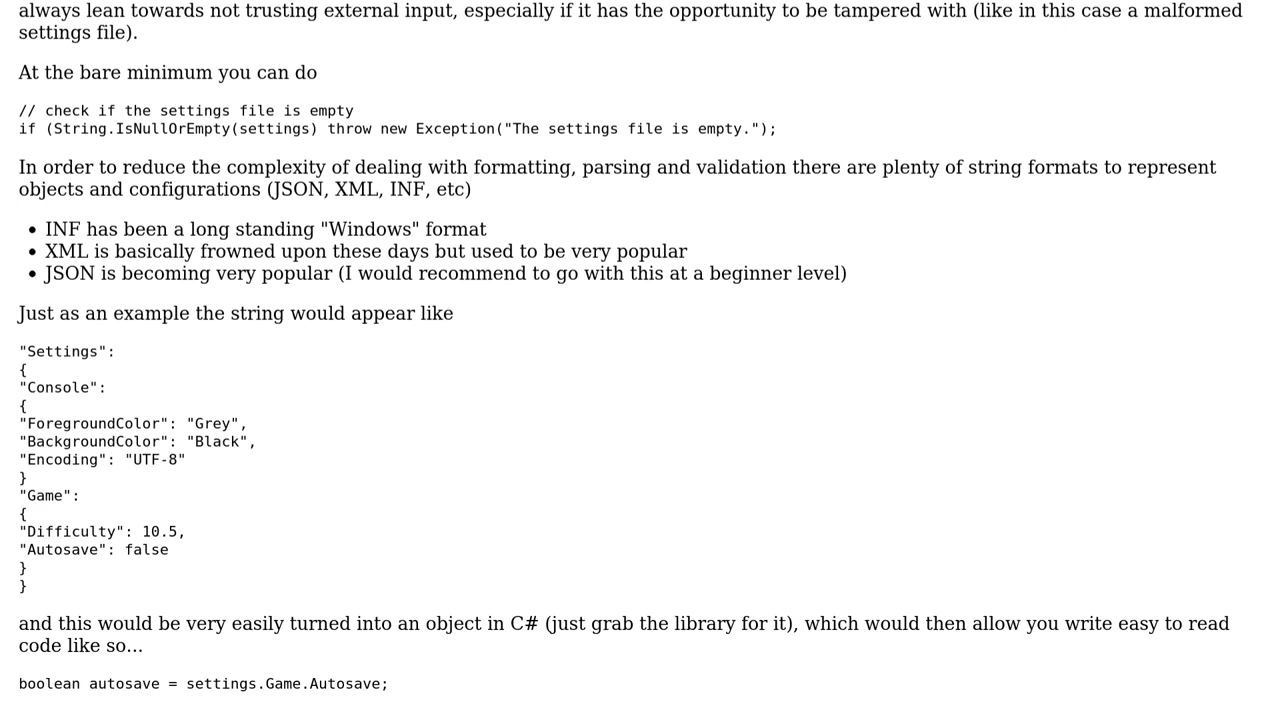 always lean towards not trusting external input, especially if it has the opportunity to be tampered with (like in this case a malformed
settings file).
At the bare minimum you can do
// check if the settings file is empty
if (String.IsNullOrEmpty(settings) throw new Exception("The settings file is empty.");
In order to reduce the complexity of dealing with formatting, parsing and validation there are plenty of string formats to represent
objects and configurations (JSON, XML, INF, etc)
• INF has been a long standing "Windows" format
• XML is basically frowned upon these days but used to be very popular
• JSON is becoming very popular (I would recommend to go with this at a beginner level)
Just as an example the string would appear like
"Settings":
{
"Console":
{
"ForegroundColor": "Grey",
"BackgroundColor": "Black",
"Encoding": "UTF-8"
}
"Game":
{
"Difficulty": 10.5,
"Autosave": false
}
}
and this would be very easily turned into an object in C# (just grab the library for it), which would then allow you write easy to read
code like so...
boolean autosave = settings.Game.Autosave;